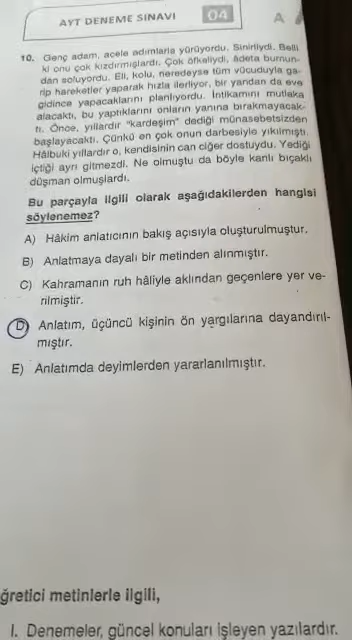 AYT DENEME SINAVI 04 A
10. Genç adam, acele adımlarla yürüyordu. Sinirliydi. Belli
ki onu çok kızdırmışlardı. Çok öfkeliydi, âdeta burnun-
dan soluyordu. Eli, kolu, neredeyse tüm vücuduyla ga-
rip hareketler yaparak hızla ilerliyor, bir yandan da eve
gidince yapacaklarını planlıyordu. İntikamını mutlaka
alacaktı, bu yaptıklarını onların yanına bırakmayacak-
tı. Önce, yıllardır "kardeşim" dediği münasebetsizden
başlayacaktı. Çünkü en çok onun darbesiyle yıkılmıştı.
Hâlbuki yıllardır o, kendisinin can ciğer dostuydu. Yediği
içtiği ayrı gitmezdi. Ne olmuştu da böyle kanlı bıçaklı
düşman olmuşlardı.
Bu parçayla ilgili olarak aşağıdakilerden hangisi
söylenemez?
A) Hâkim anlatıcının bakış açısıyla oluşturulmuştur.
B) Anlatmaya dayalı bir metinden alınmıştır.
C) Kahramanın ruh hâliyle aklından geçenlere yer ve-
rilmiştir.
D) Anlatım, üçüncü kişinin ön yargılarına dayandırıl-
mıştır.
E) Anlatımda deyimlerden yararlanılmıştır.
ğretici metinlerle ilgili,
I. Denemeler, güncel konuları işleyen yazılardır.